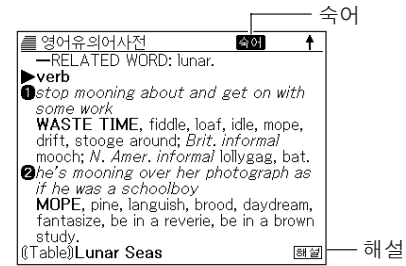 숙어
영어유의어사전 숙어
—RELATED WORD: lunar.
▶verb
❶stop mooning about and get on with
some work
WASTE TIME, fiddle, loaf, idle, mope,
drift, stooge around; Brit. informal
mooch; N. Amer. informal lollygag, bat.
❷he's mooning over her photograph as
if he was a schoolboy
MOPE, pine, languish, brood, daydream,
fantasize, be in a reverie, be in a brown
study.
⟪Table⟫Lunar Seas 해설
해설